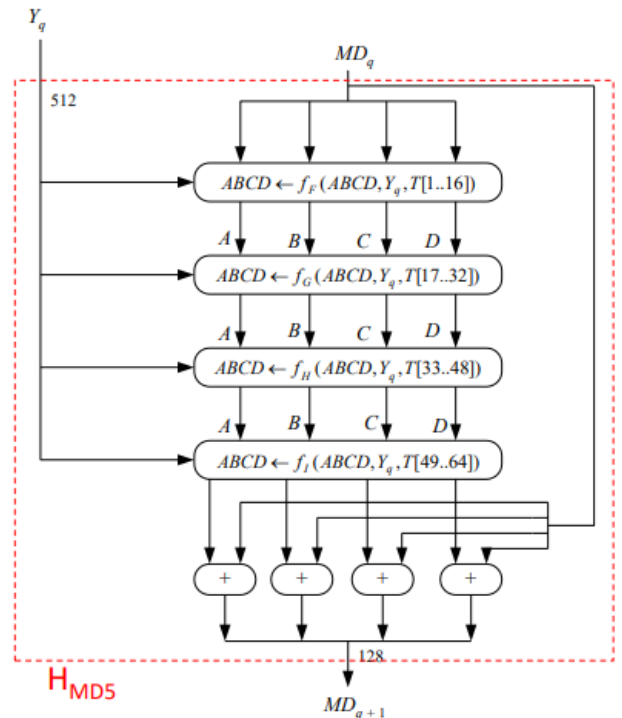 Y_q
MD_q
512
ABCD ← f_F(ABCD, Y_q, T[1..16])
A B C D
ABCD ← f_G(ABCD, Y_q, T[17..32])
A B C D
ABCD ← f_H(ABCD, Y_q, T[33..48])
A B C D
ABCD ← f_I(ABCD, Y_q, T[49..64])
+ + + +
128
H_MD5
MD_{q+1}